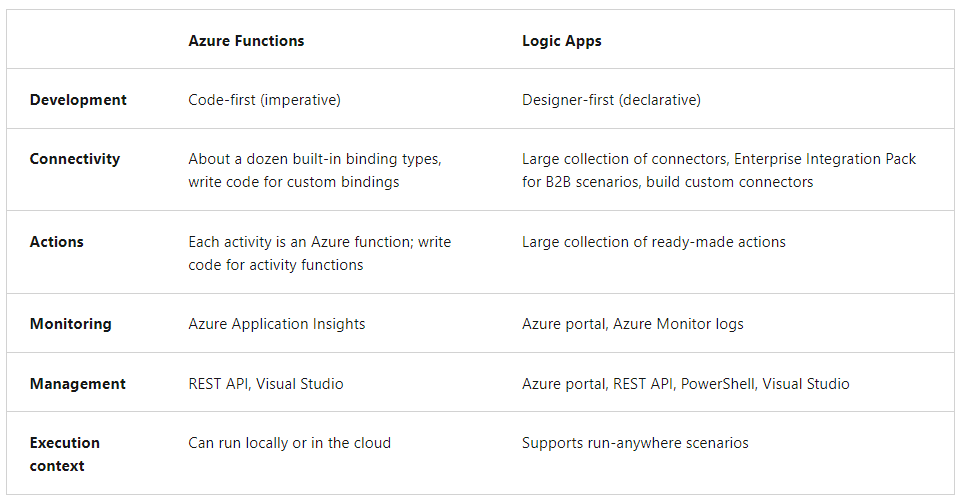 Azure Functions Logic Apps
Development Code-first (imperative) Designer-first (declarative)
Connectivity About a dozen built-in binding types, Large collection of connectors, Enterprise Integration Pack
write code for custom bindings for B2B scenarios, build custom connectors
Actions Each activity is an Azure function; write Large collection of ready-made actions
code for activity functions
Monitoring Azure Application Insights Azure portal, Azure Monitor logs
Management REST API, Visual Studio Azure portal, REST API, PowerShell, Visual Studio
Execution Can run locally or in the cloud Supports run-anywhere scenarios
context